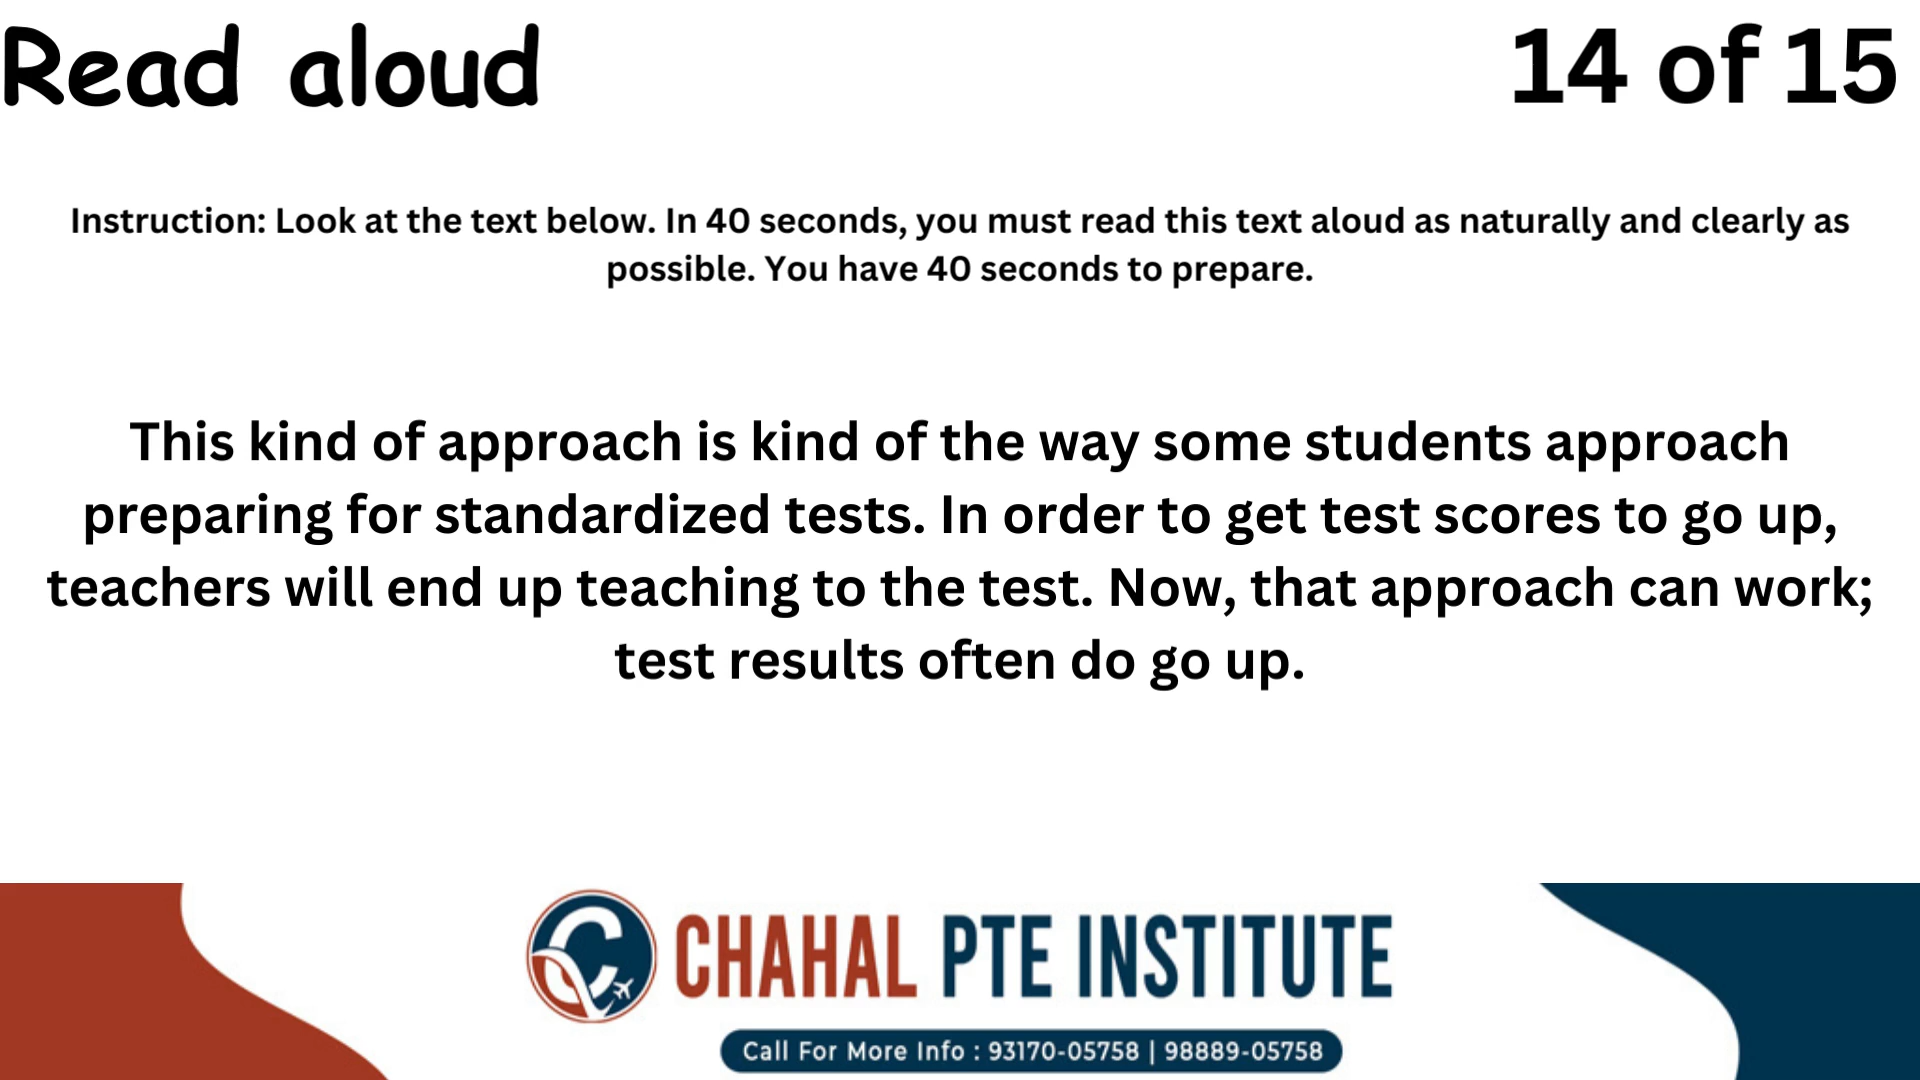 Read aloud
14 of 15
Instruction: Look at the text below. In 40 seconds, you must read this text aloud as naturally and clearly as
possible. You have 40 seconds to prepare.
This kind of approach is kind of the way some students approach
preparing for standardized tests. In order to get test scores to go up,
teachers will end up teaching to the test. Now, that approach can work;
test results often do go up.
CHAHAL PTE INSTITUTE
Call For More Info : 93170-05758 | 98889-05758